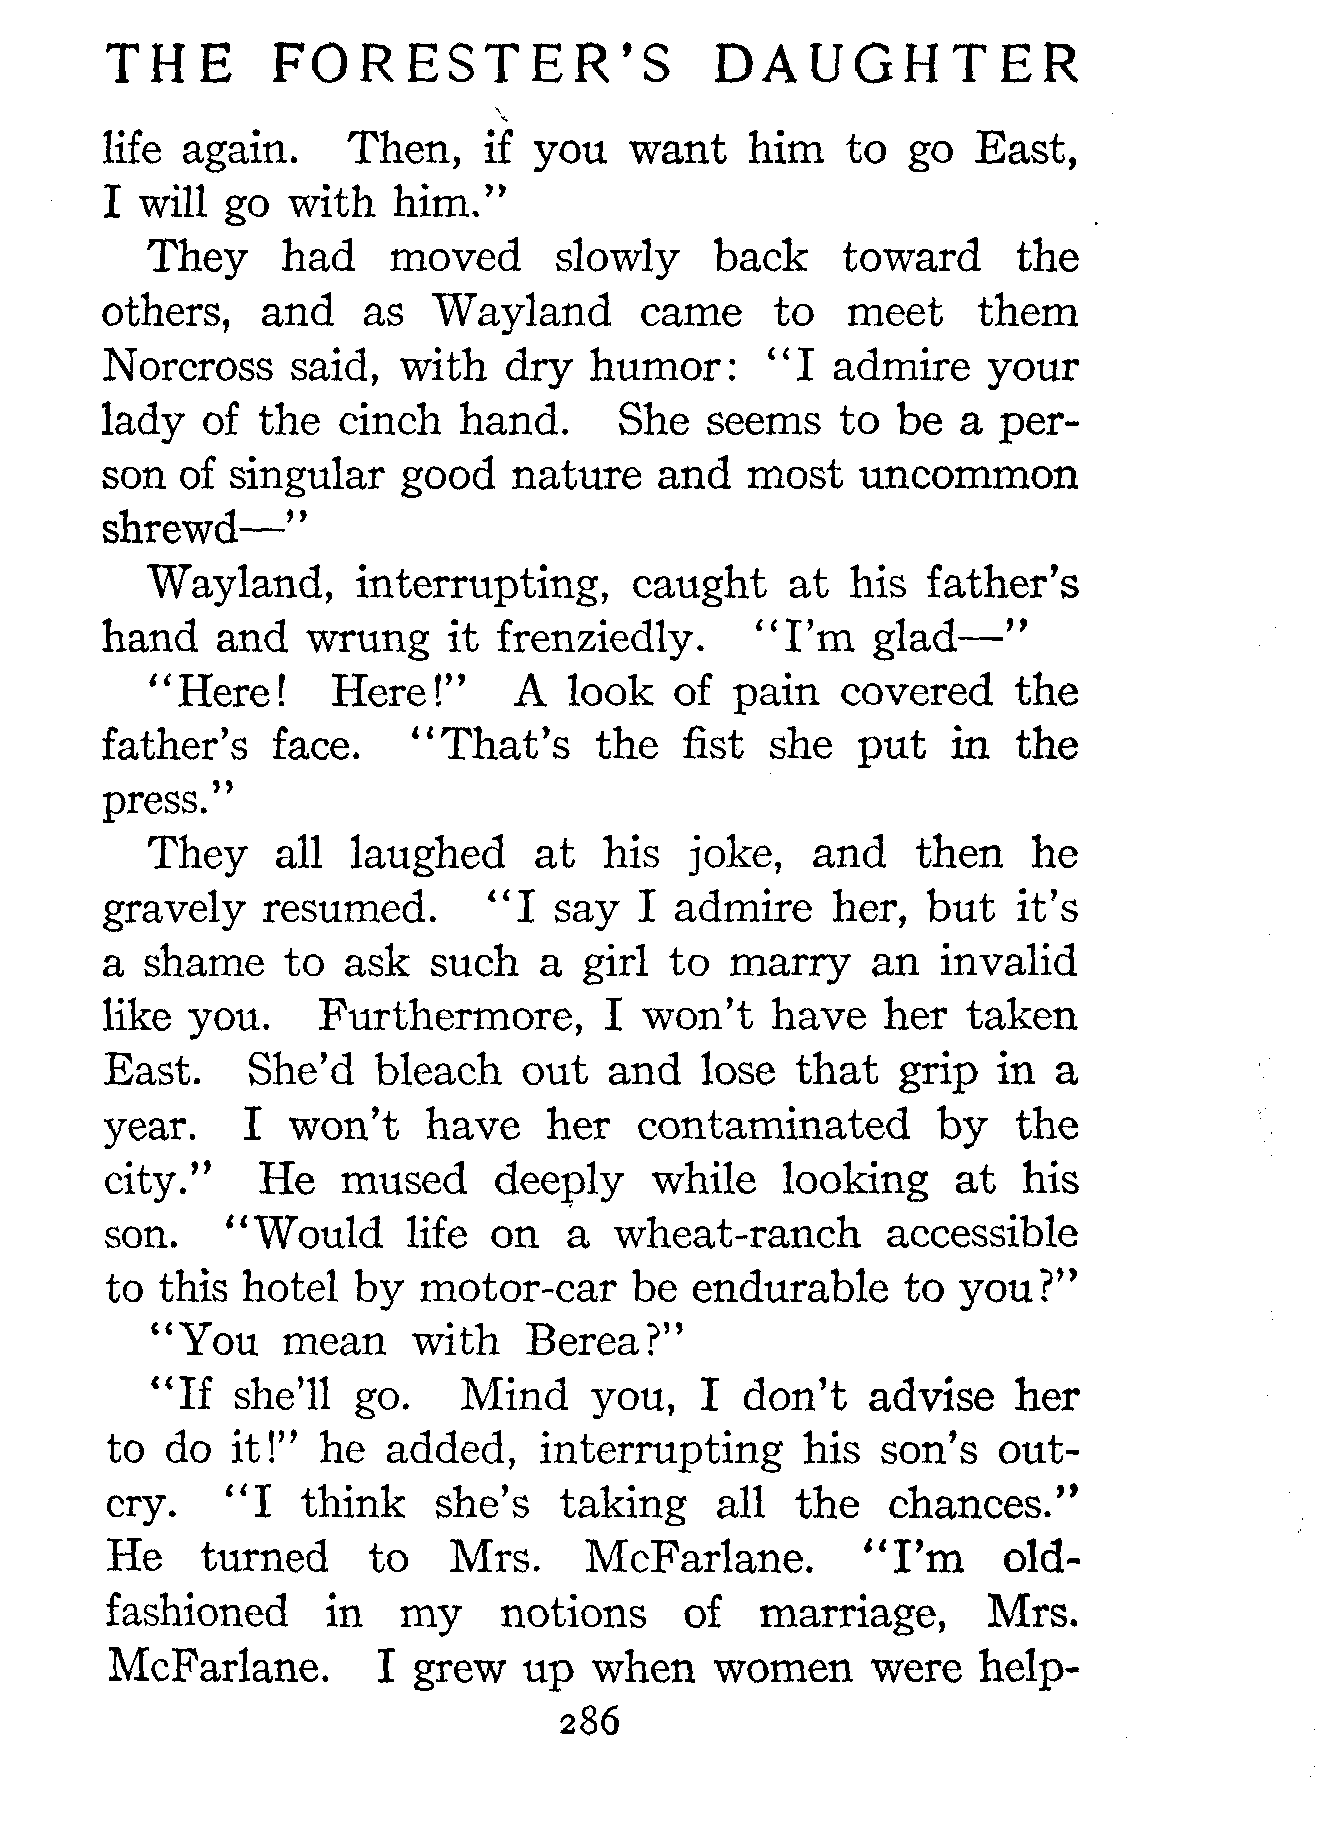 THE FORESTER'S DAUGHTER
life again. Then, if you want him to go East,
I will go with him."
They had moved slowly back toward the
others, and as Wayland came to meet them
Norcross said, with dry humor: "I admire your
lady of the cinch hand. She seems to be a per-
son of singular good nature and most uncommon
shrewd—"
Wayland, interrupting, caught at his father's
hand and wrung it frenziedly. "I'm glad—"
"Here! Here!" A look of pain covered the
father's face. "That's the fist she put in the
press."
They all laughed at his joke, and then he
gravely resumed. "I say I admire her, but it's
a shame to ask such a girl to marry an invalid
like you. Furthermore, I won't have her taken
East. She'd bleach out and lose that grip in a
year. I won't have her contaminated by the
city." He mused deeply while looking at his
son. "Would life on a wheat-ranch accessible
to this hotel by motor-car be endurable to you?"
"You mean with Berea?"
"If she'll go. Mind you, I don't advise her
to do it!" he added, interrupting his son's out-
cry. "I think she's taking all the chances."
He turned to Mrs. McFarlane. "I'm old-
fashioned in my notions of marriage, Mrs.
McFarlane. I grew up when women were help-
286